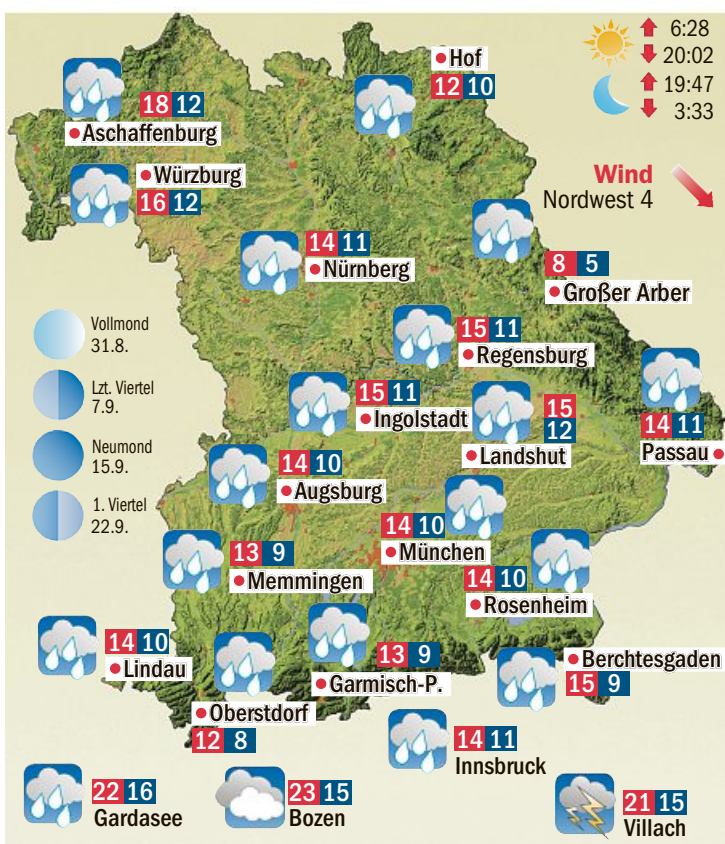 6:28
20:02
19:47
3:33
Hof
12 10
18 12
Aschaffenburg
Würzburg
16 12
Wind
Nordwest 4
14 11
Nürnberg
8 5
Großer Arber
Vollmond
31.8.
Lzt. Viertel
7.9.
Neumond
15.9.
1. Viertel
22.9.
15 11
Regensburg
15 11
Ingolstadt
15
12
Landshut
14 11
Passau
14 10
Augsburg
14 10
München
13 9
Memmingen
14 10
Rosenheim
14 10
Lindau
13 9
Garmisch-P.
Berchtesgaden
15 9
Oberstdorf
12 8
14 11
Innsbruck
22 16
Gardasee
23 15
Bozen
21 15
Villach